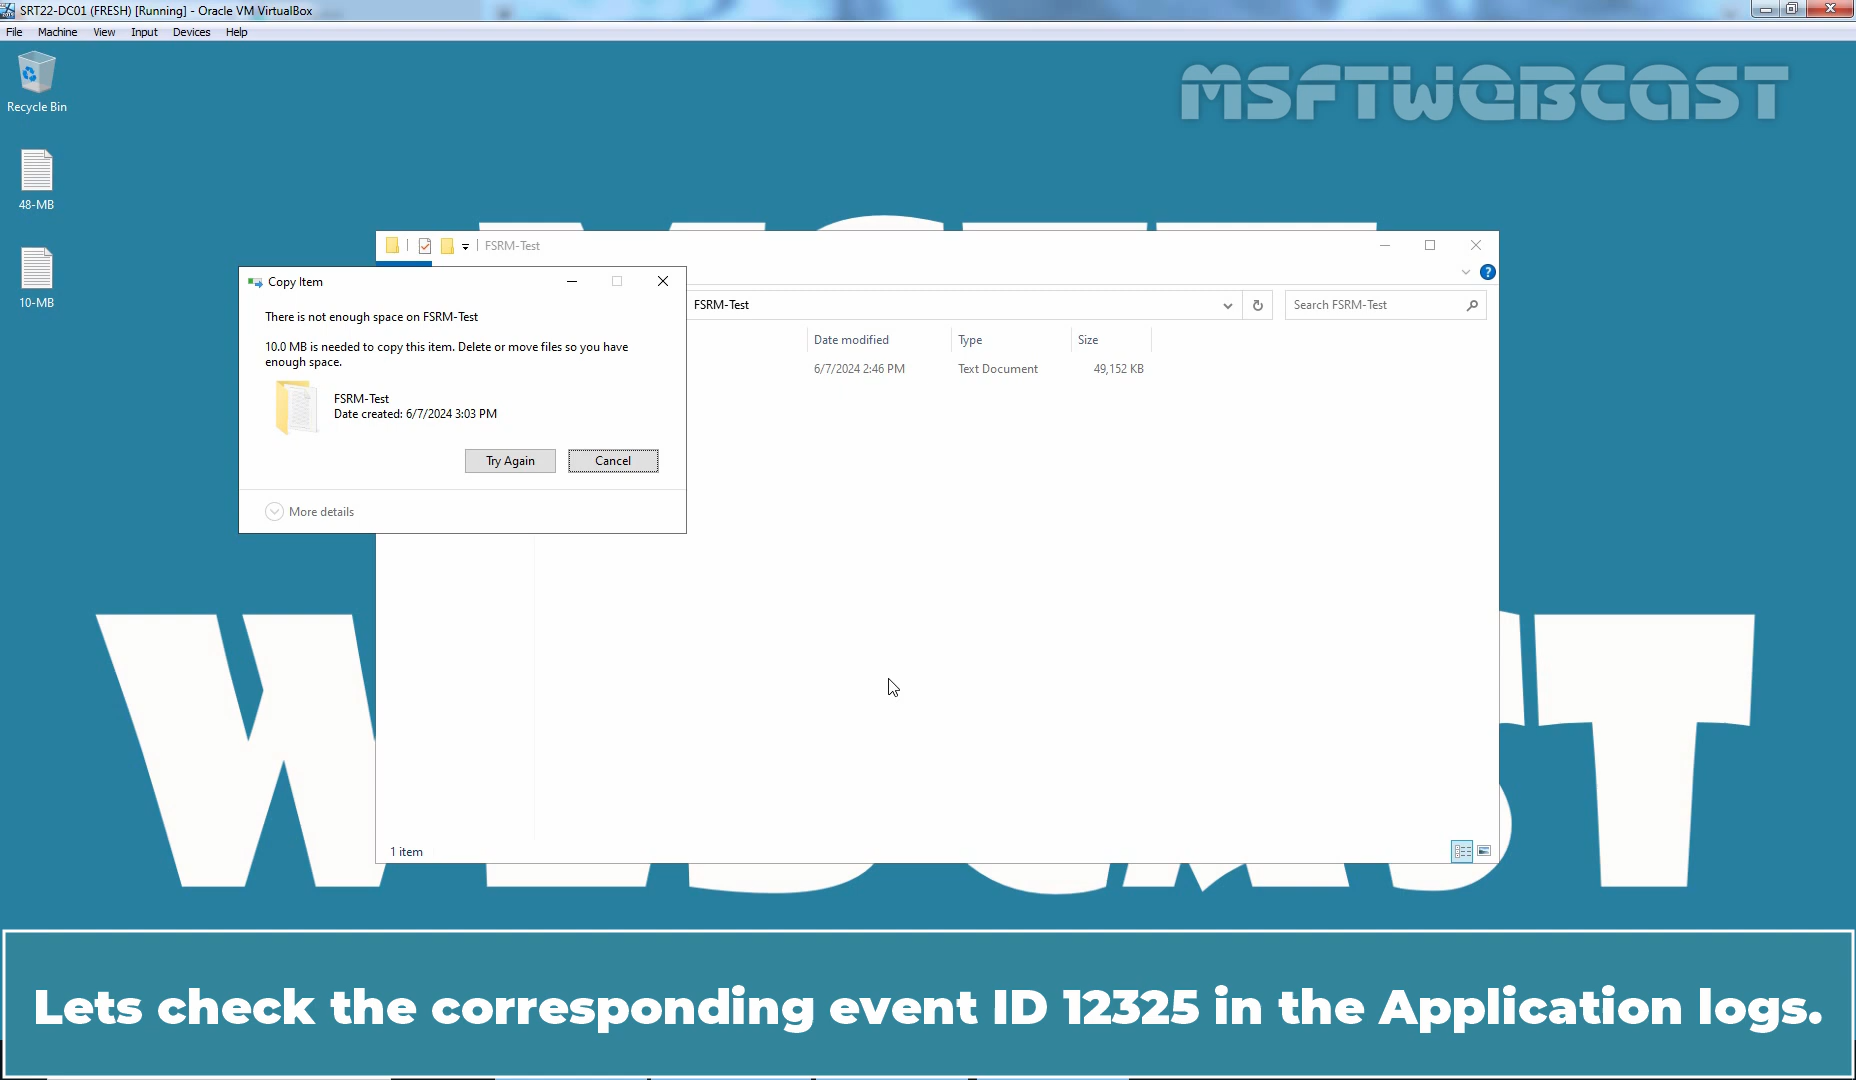 SRT22-DC01 (FRESH) [Running] - Oracle VM VirtualBox
File Machine View Input Devices Help
MSFTWEBCAST
Recycle Bin
48-MB
10-MB
FSRM-Test
Copy Item
There is not enough space on FSRM-Test
10.0 MB is needed to copy this item. Delete or move files so you have
enough space.
FSRM-Test
Date created: 6/7/2024 3:03 PM
Try Again Cancel
More details
FSRM-Test
Search FSRM-Test
Date modified Type Size
6/7/2024 2:46 PM Text Document 49,152 KB
1 item
Lets check the corresponding event ID 12325 in the Application logs.